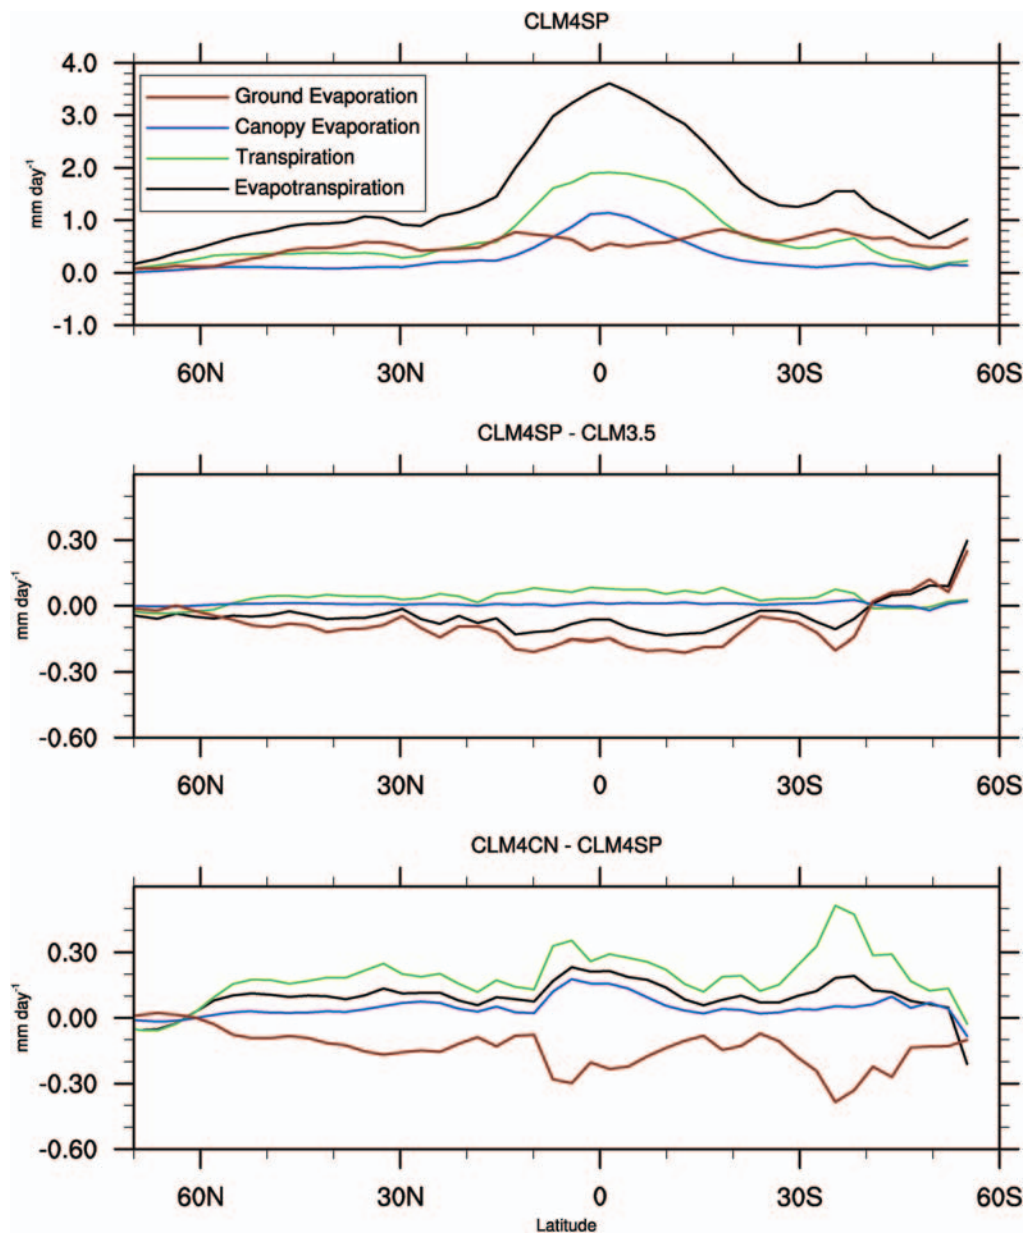 CLM4SP
4.0
3.0
2.0
1.0
0.0
-1.0
mm day-1
Ground Evaporation
Canopy Evaporation
Transpiration
Evapotranspiration
60N 30N 0 30S 60S
CLM4SP - CLM3.5
0.30
0.00
-0.30
-0.60
mm day-1
60N 30N 0 30S 60S
CLM4CN - CLM4SP
0.30
0.00
-0.30
-0.60
mm day-1
60N 30N 0 30S 60S
Latitude